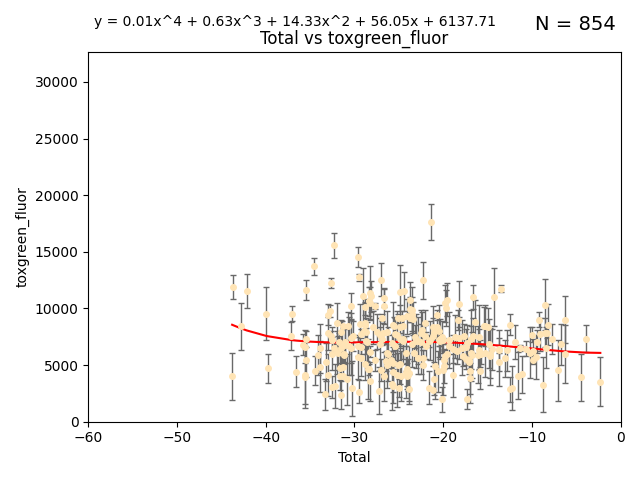 y = 0.01x^4 + 0.63x^3 + 14.33x^2 + 56.05x + 6137.71
N = 854
Total vs toxgreen_fluor
30000
25000
20000
15000
10000
5000
0
toxgreen_fluor
−60
−50
−40
−30
−20
−10
0
Total